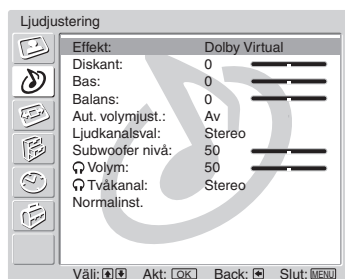 Ljudjustering
Effekt: Dolby Virtual
Diskant: 0
Bas: 0
Balans: 0
Aut. volymjust.: Av
Ljudkanalsval: Stereo
Subwoofer nivå: 50
Volym: 50
Tvåkanal: Stereo
Normalinst.
Välj: Akt: OK Back: Slut: MENU